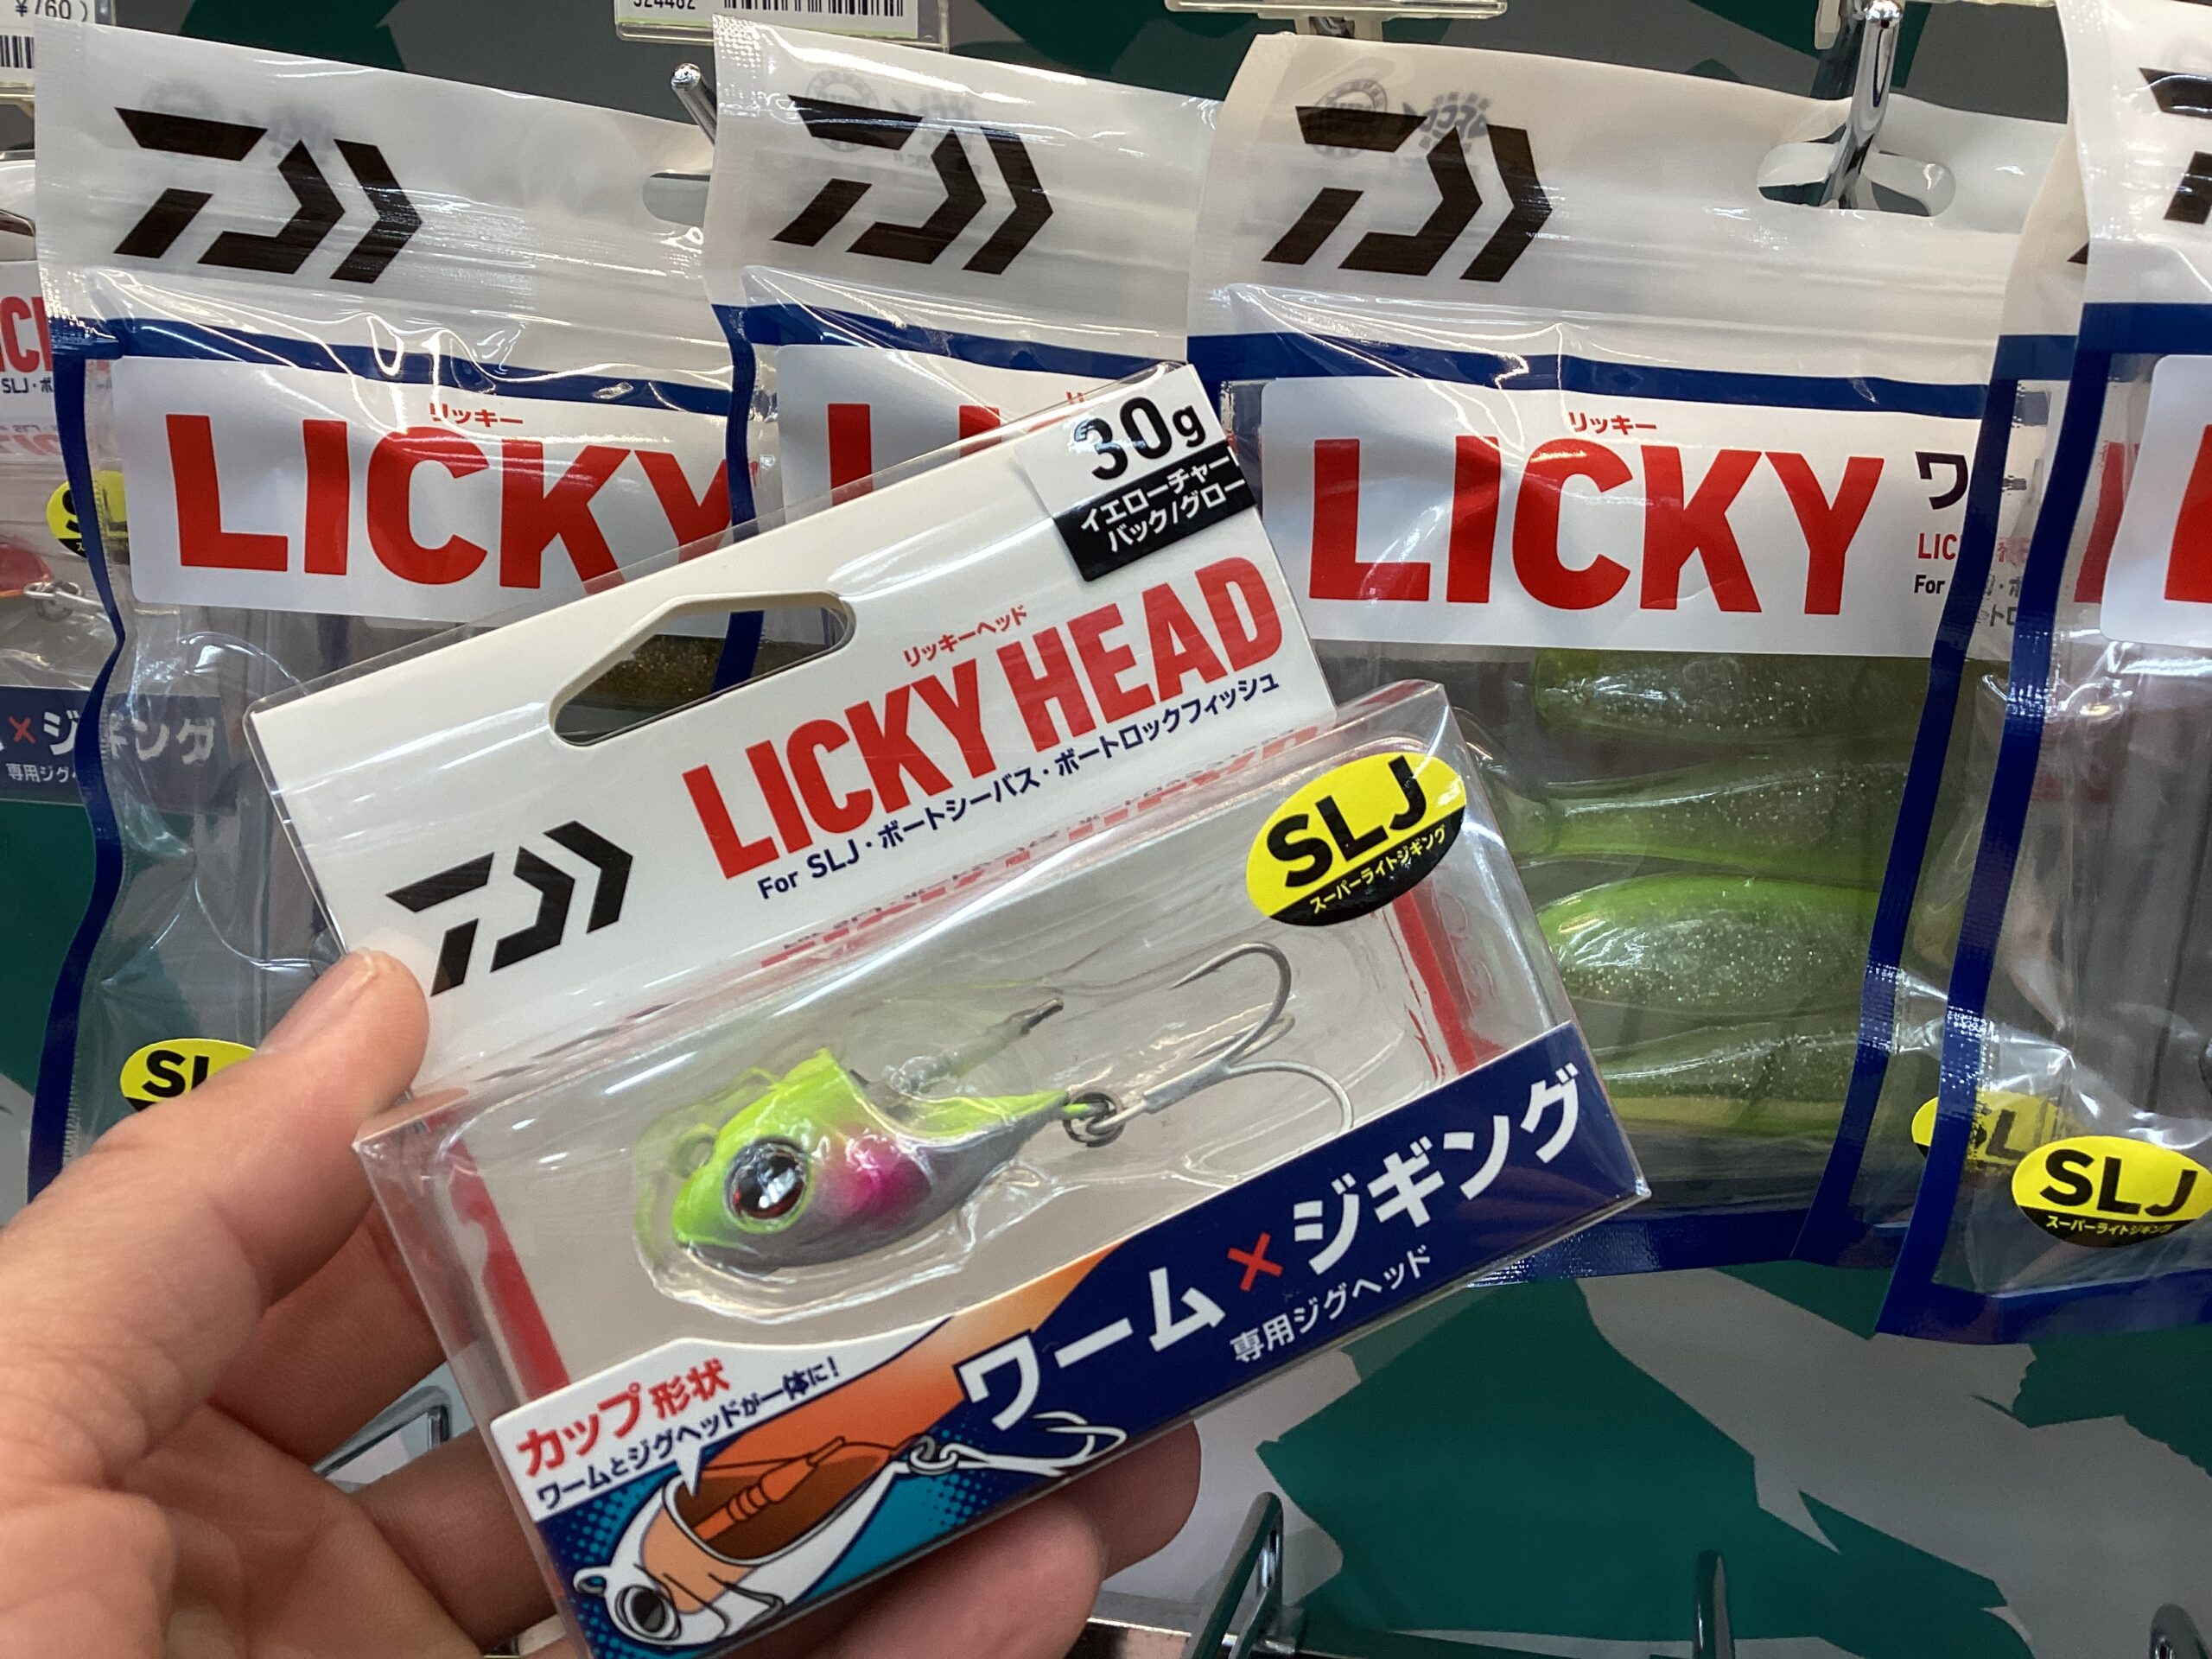 ¥760)
524482
リッキー
LICKY
リッキー
LICKY
ワ
For
30g
イエローチャー
バック/グロー
リッキーヘッド
LICKY HEAD
For SLJ・ボートシーバス・ボートロックフィッシュ
SLJ
スーパーライトジギング
ワーム×ジギング
専用ジグヘッド
カップ形状
ワームとジグヘッドが一体に!
SLJ・ボ
ジギング
専用ジグ
SLJ
スーパーライトジギング